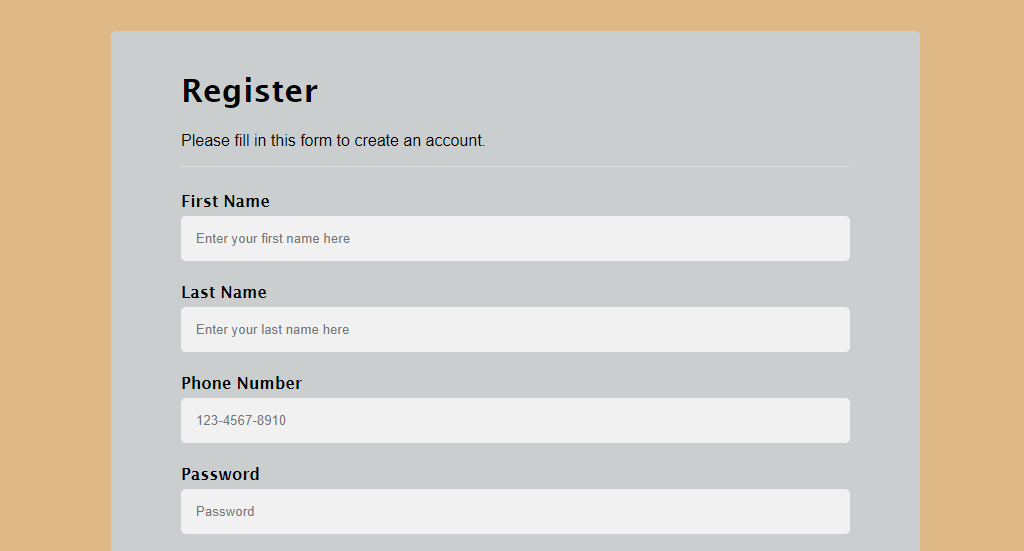 Register
Please fill in this form to create an account.
First Name
Enter your first name here
Last Name
Enter your last name here
Phone Number
123-4567-8910
Password
Password